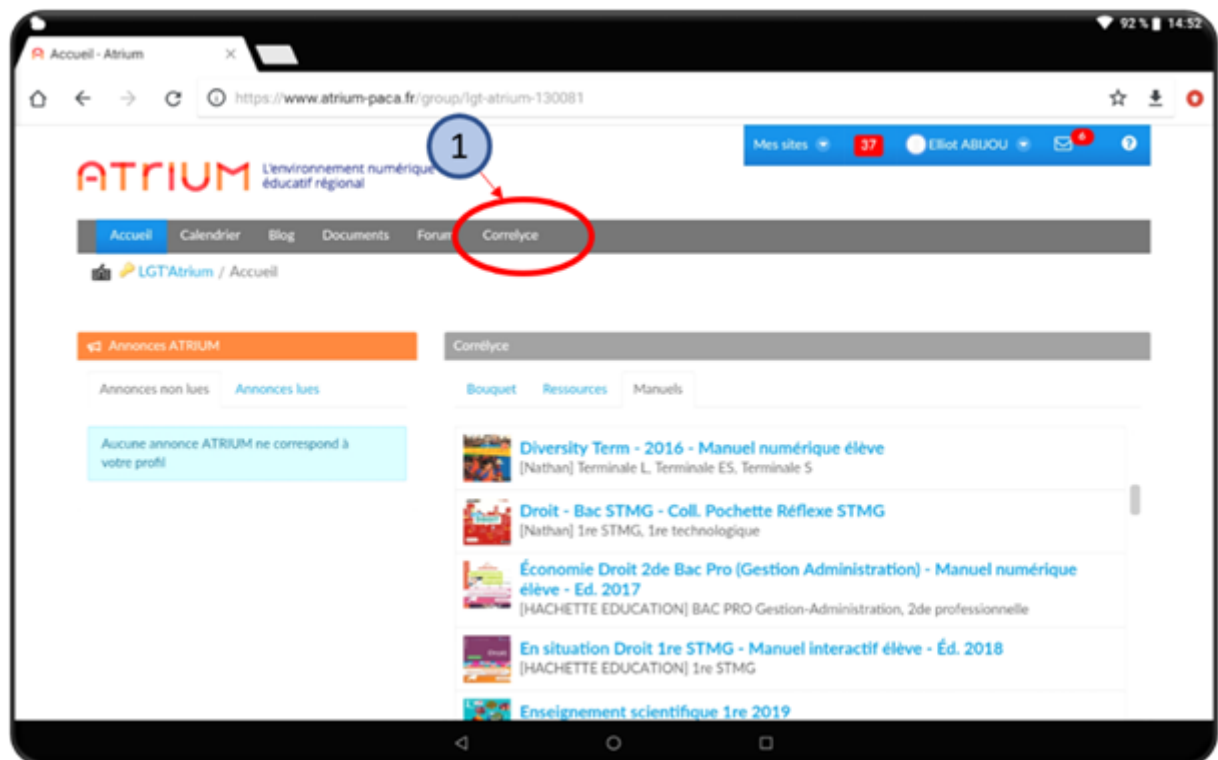 92 % 14:52
Accueil - Atrium
https://www.atrium-paca.fr/group/lgt-atrium-130081
1
Mes sites 37 Elliot ABIJOU 6 ?
ATRIUM L'environnement numérique
éducatif régional
Accueil Calendrier Blog Documents Forum Correlyce
LGT'Atrium / Accueil
Annonces ATRIUM
Annonces non lues Annonces lues
Aucune annonce ATRIUM ne correspond à
votre profil
Corrélyce
Bouquet Ressources Manuels
Diversity Term - 2016 - Manuel numérique élève
[Nathan] Terminale L, Terminale ES, Terminale S
Droit - Bac STMG - Coll. Pochette Réflexe STMG
[Nathan] 1re STMG, 1re technologique
Économie Droit 2de Bac Pro (Gestion Administration) - Manuel numérique
élève - Ed. 2017
[HACHETTE EDUCATION] BAC PRO Gestion-Administration, 2de professionnelle
En situation Droit 1re STMG - Manuel interactif élève - Éd. 2018
[HACHETTE EDUCATION] 1re STMG
Enseignement scientifique 1re 2019